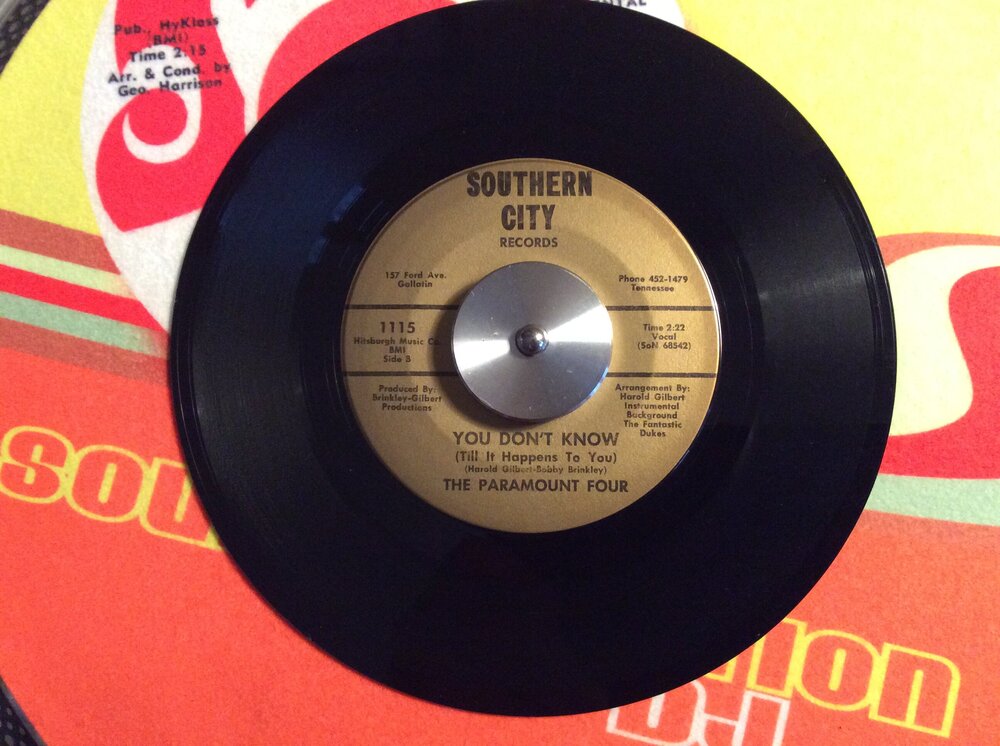 Pub., HyKloss
(BMI)
Time 2:15
Arr. & Cond. by
Geo. Harrison
SOUTHERN
CITY
RECORDS
157 Ford Ave.
Gallatin
Phone 452-1479
Tennessee
1115
Hitsburgh Music Co.
BMI
Side B
Time 2:22
Vocal
(SoN 68542)
Produced By:
Brinkley-Gilbert
Productions
Arrangement By:
Harold Gilbert
Instrumental
Background
The Fantastic
Dukes
YOU DON'T KNOW
(Till It Happens To You)
(Harold Gilbert-Bobby Brinkley)
THE PARAMOUNT FOUR